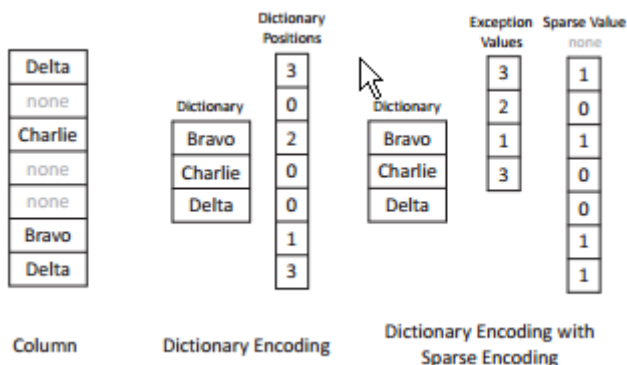 Delta
none
Charlie
none
none
Bravo
Delta
Column
Dictionary
Bravo
Charlie
Delta
Dictionary
Positions
3
0
2
0
0
1
3
Dictionary Encoding
Dictionary
Bravo
Charlie
Delta
Exception
Values
3
2
1
3
Sparse Value
none
1
0
1
0
0
1
1
Dictionary Encoding with
Sparse Encoding